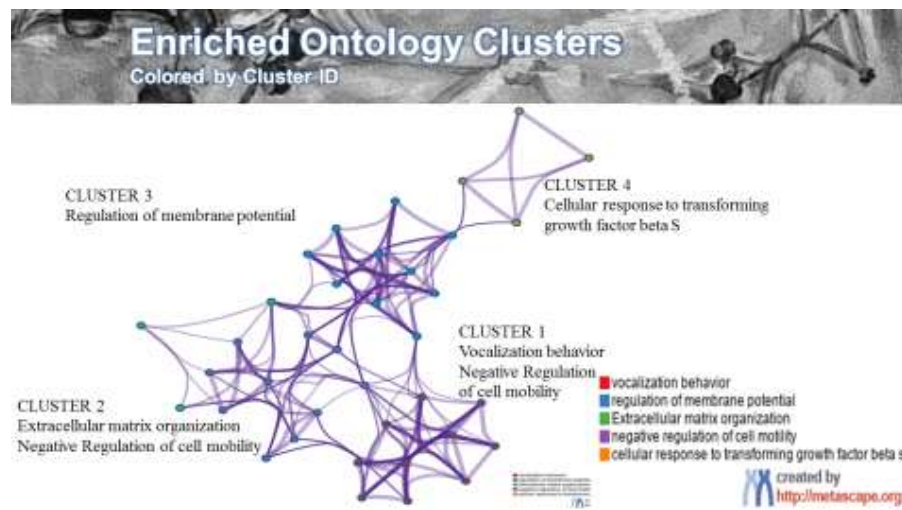 Enriched Ontology Clusters
Colored by Cluster ID
CLUSTER 3
Regulation of membrane potential
CLUSTER 4
Cellular response to transforming
growth factor beta S
CLUSTER 1
Vocalization behavior
Negative Regulation
of cell mobility
CLUSTER 2
Extracellular matrix organization
Negative Regulation of cell mobility
vocalization behavior
regulation of membrane potential
Extracellular matrix organization
negative regulation of cell motility
cellular response to transforming growth factor beta s
created by
http://metascape.org